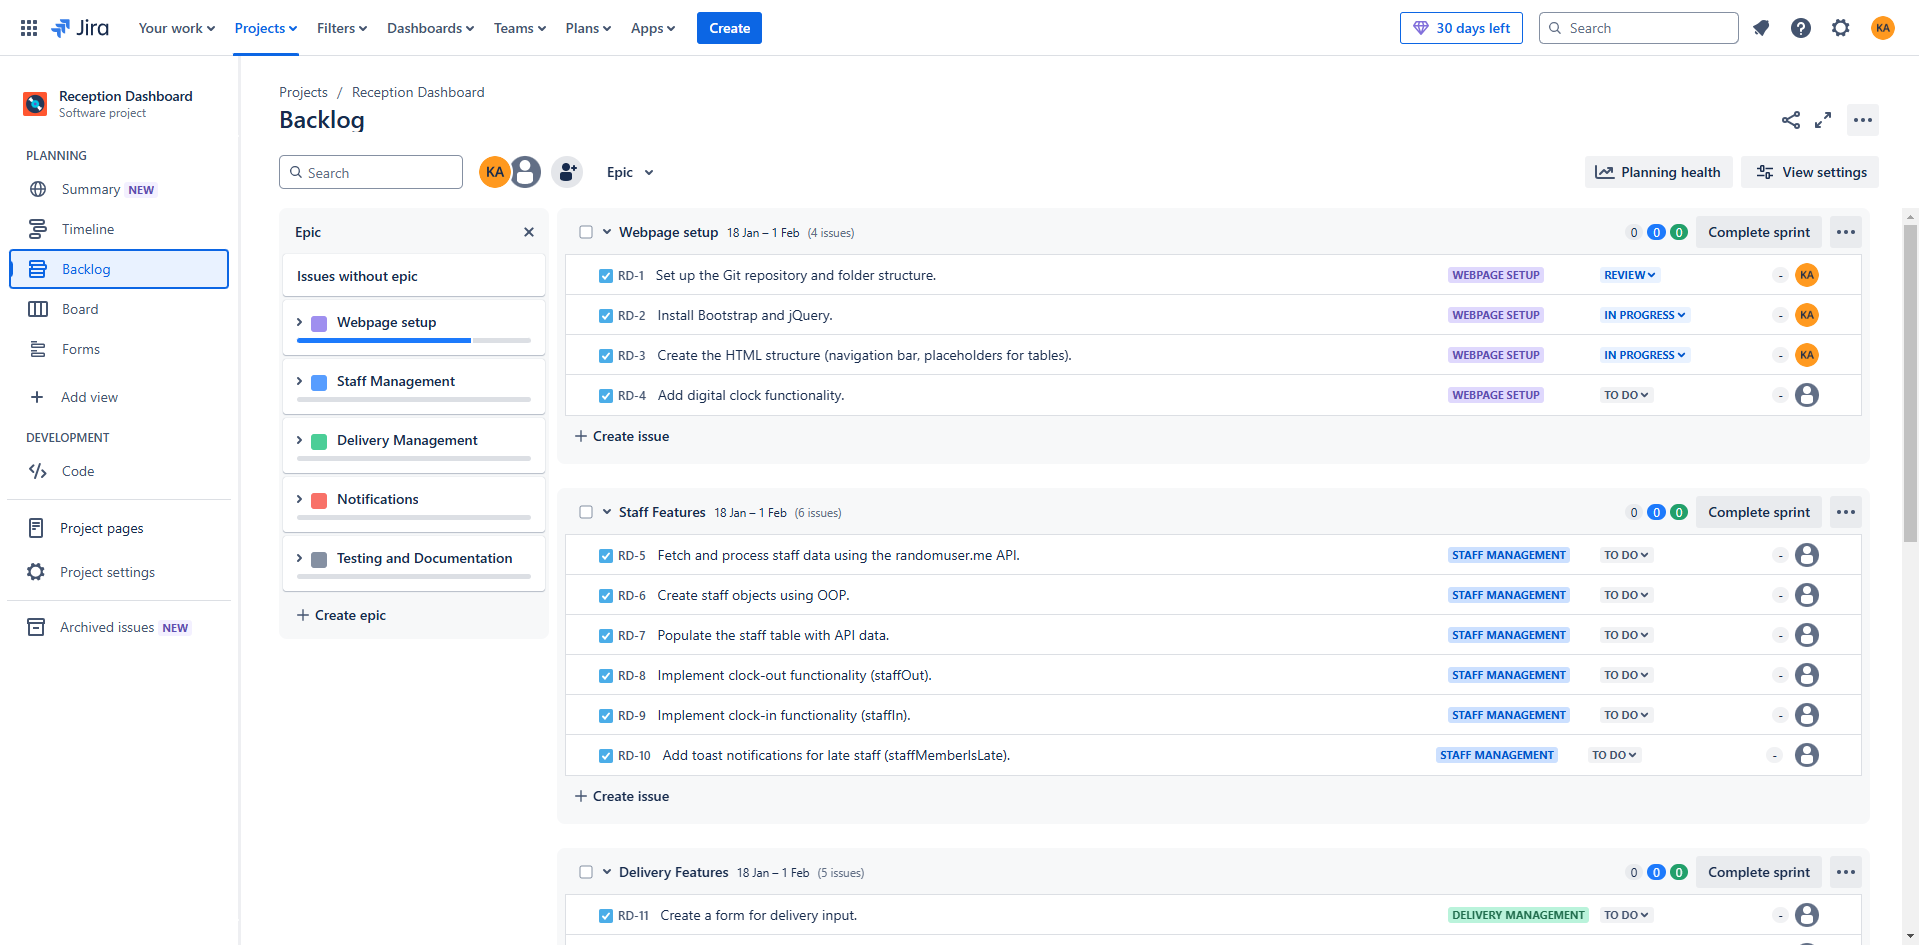 Jira Your work Projects Filters Dashboards Teams Plans Apps Create 30 days left Search KA
Reception Dashboard
Software project
PLANNING
Summary NEW
Timeline
Backlog
Board
Forms
Add view
DEVELOPMENT
Code
Project pages
Project settings
Archived issues NEW
Projects / Reception Dashboard
Backlog
Search KA Epic Planning health View settings
Epic
Issues without epic
Webpage setup
Staff Management
Delivery Management
Notifications
Testing and Documentation
Create epic
Webpage setup 18 Jan – 1 Feb (4 issues) 0 0 0 Complete sprint
RD-1 Set up the Git repository and folder structure. WEBPAGE SETUP REVIEW - KA
RD-2 Install Bootstrap and jQuery. WEBPAGE SETUP IN PROGRESS - KA
RD-3 Create the HTML structure (navigation bar, placeholders for tables). WEBPAGE SETUP IN PROGRESS - KA
RD-4 Add digital clock functionality. WEBPAGE SETUP TO DO -
Create issue
Staff Features 18 Jan – 1 Feb (6 issues) 0 0 0 Complete sprint
RD-5 Fetch and process staff data using the randomuser.me API. STAFF MANAGEMENT TO DO -
RD-6 Create staff objects using OOP. STAFF MANAGEMENT TO DO -
RD-7 Populate the staff table with API data. STAFF MANAGEMENT TO DO -
RD-8 Implement clock-out functionality (staffOut). STAFF MANAGEMENT TO DO -
RD-9 Implement clock-in functionality (staffIn). STAFF MANAGEMENT TO DO -
RD-10 Add toast notifications for late staff (staffMemberIsLate). STAFF MANAGEMENT TO DO -
Create issue
Delivery Features 18 Jan – 1 Feb (5 issues) 0 0 0 Complete sprint
RD-11 Create a form for delivery input. DELIVERY MANAGEMENT TO DO -